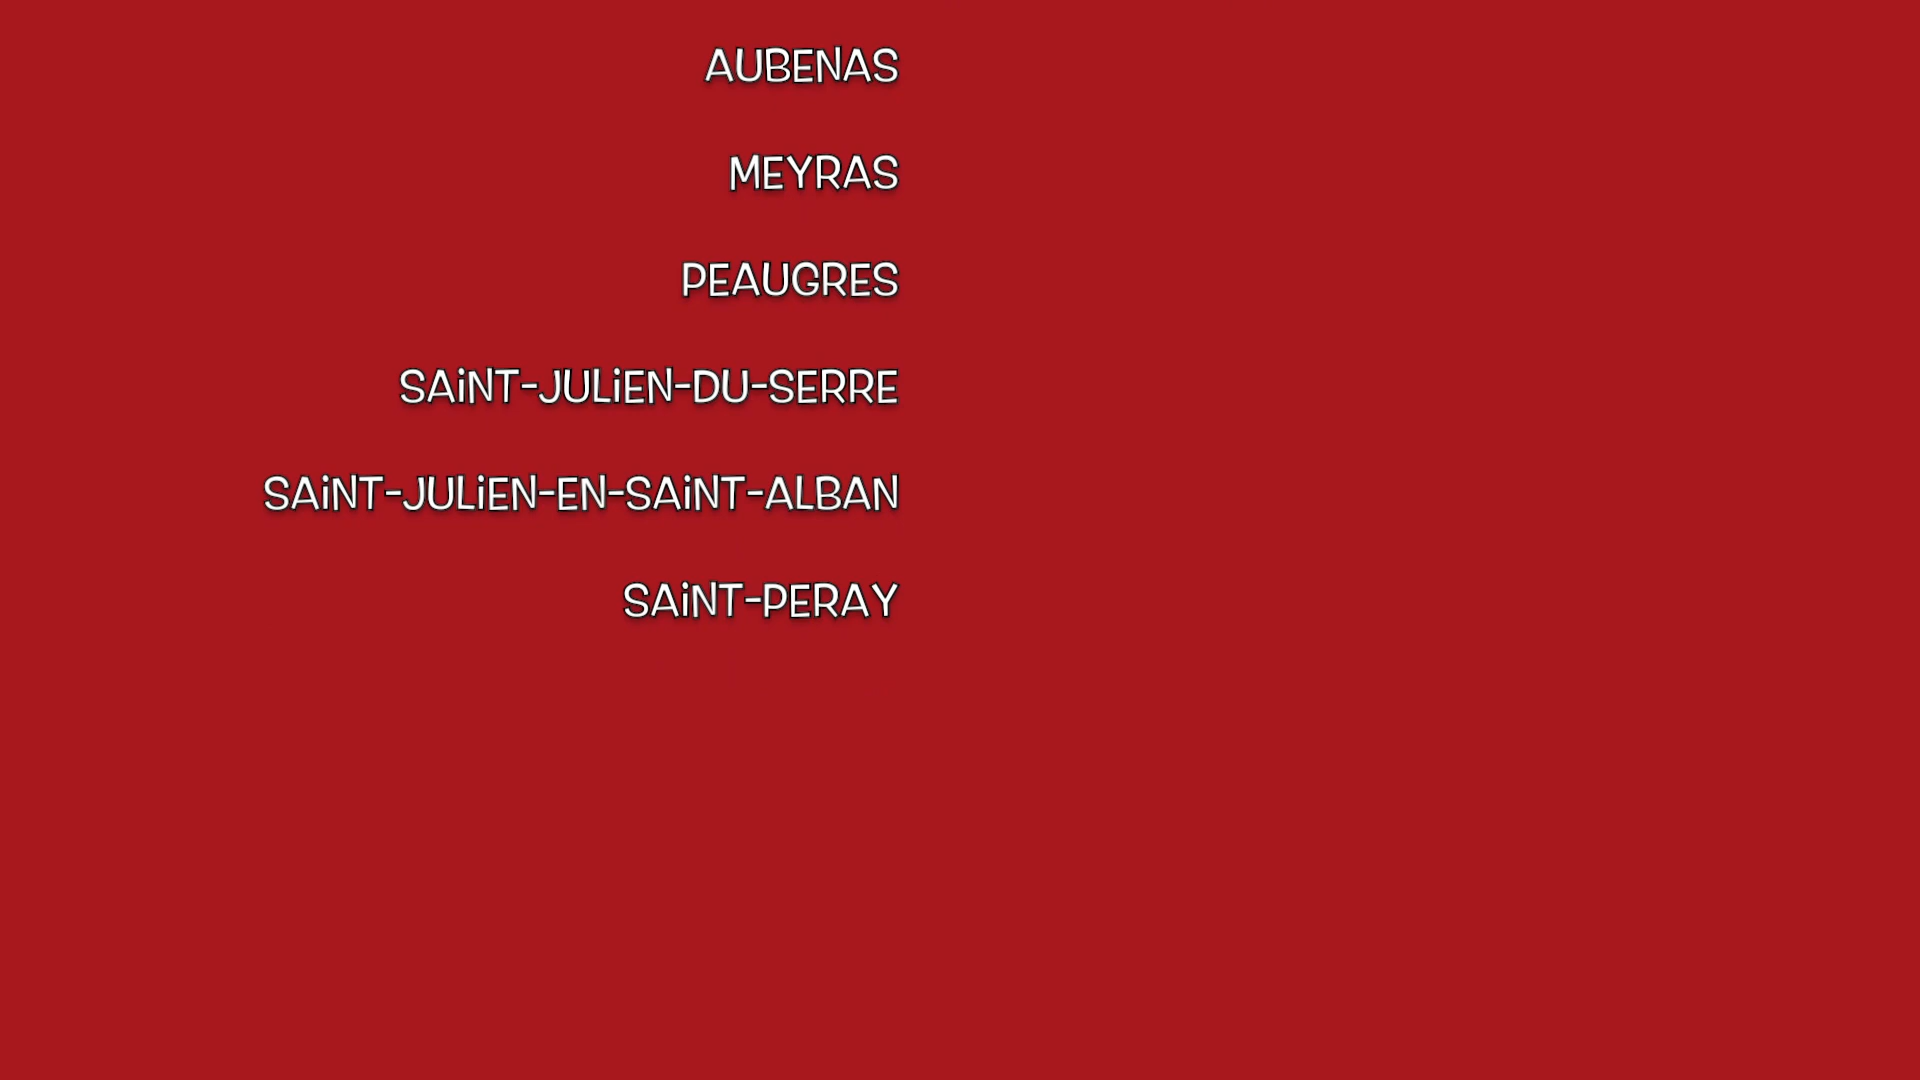 AUBENAS
MEYRAS
PEAUGRES
SAiNT-JULiEN-DU-SERRE
SAiNT-JULiEN-EN-SAiNT-ALBAN
SAiNT-PERAY